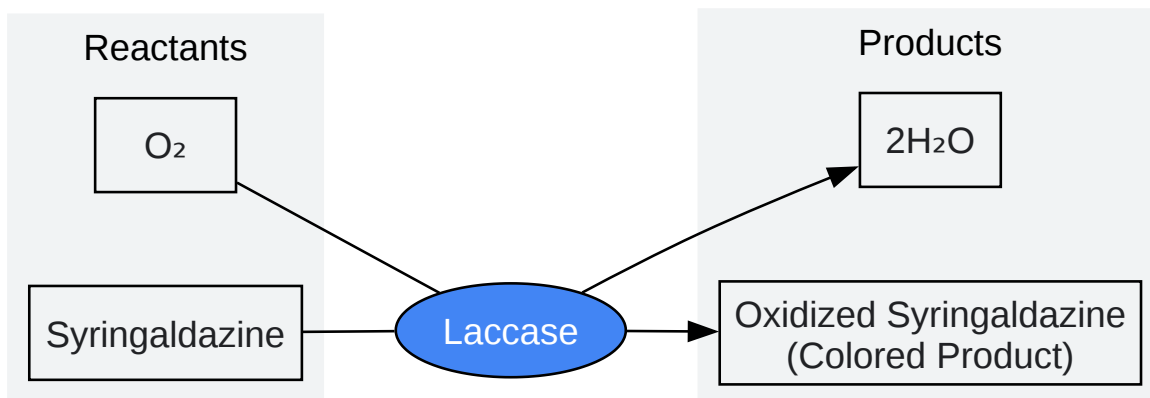 Reactants
O₂
Syringaldazine
Laccase
Products
2H₂O
Oxidized Syringaldazine
(Colored Product)